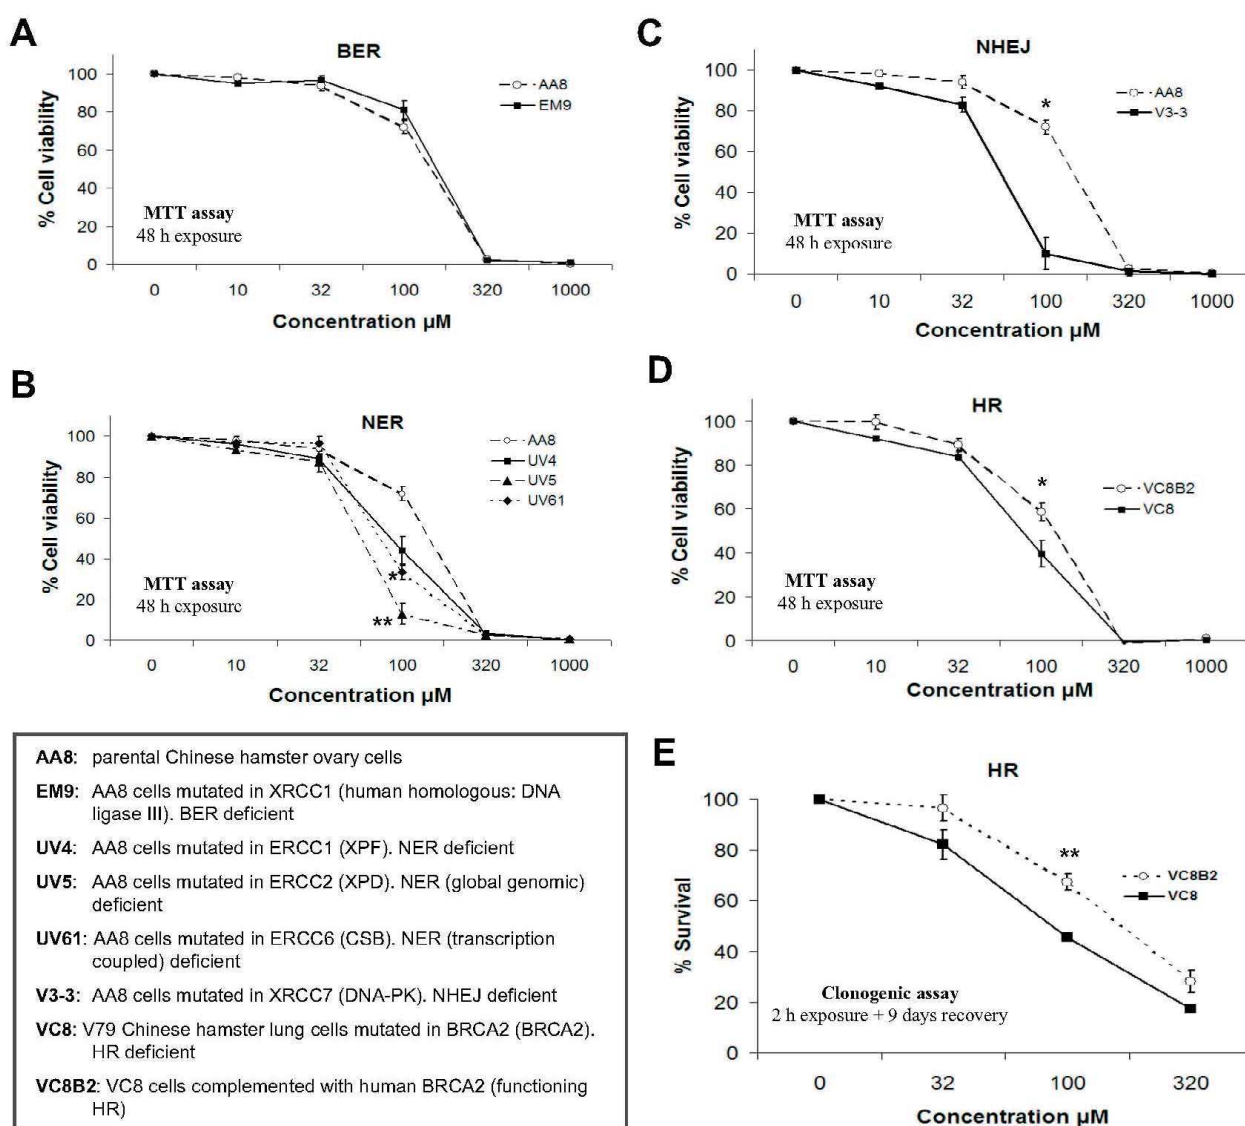 A
BER
100
80
60
40
20
0
% Cell viability
AA8
EM9
MTT assay
48 h exposure
0 10 32 100 320 1000
Concentration µM
B
NER
100
80
60
40
20
0
% Cell viability
AA8
UV4
UV5
UV61
*
**
MTT assay
48 h exposure
0 10 32 100 320 1000
Concentration µM
AA8: parental Chinese hamster ovary cells
EM9: AA8 cells mutated in XRCC1 (human homologous: DNA
ligase III). BER deficient
UV4: AA8 cells mutated in ERCC1 (XPF). NER deficient
UV5: AA8 cells mutated in ERCC2 (XPD). NER (global genomic)
deficient
UV61: AA8 cells mutated in ERCC6 (CSB). NER (transcription
coupled) deficient
V3-3: AA8 cells mutated in XRCC7 (DNA-PK). NHEJ deficient
VC8: V79 Chinese hamster lung cells mutated in BRCA2 (BRCA2).
HR deficient
VC8B2: VC8 cells complemented with human BRCA2 (functioning
HR)
C
NHEJ
100
80
60
40
20
0
% Cell viability
AA8
V3-3
*
MTT assay
48 h exposure
0 10 32 100 320 1000
Concentration µM
D
HR
100
80
60
40
20
0
% Cell viability
VC8B2
VC8
*
MTT assay
48 h exposure
0 10 32 100 320 1000
Concentration µM
E
HR
100
80
60
40
20
0
% Survival
VC8B2
VC8
**
Clonogenic assay
2 h exposure + 9 days recovery
0 32 100 320
Concentration µM